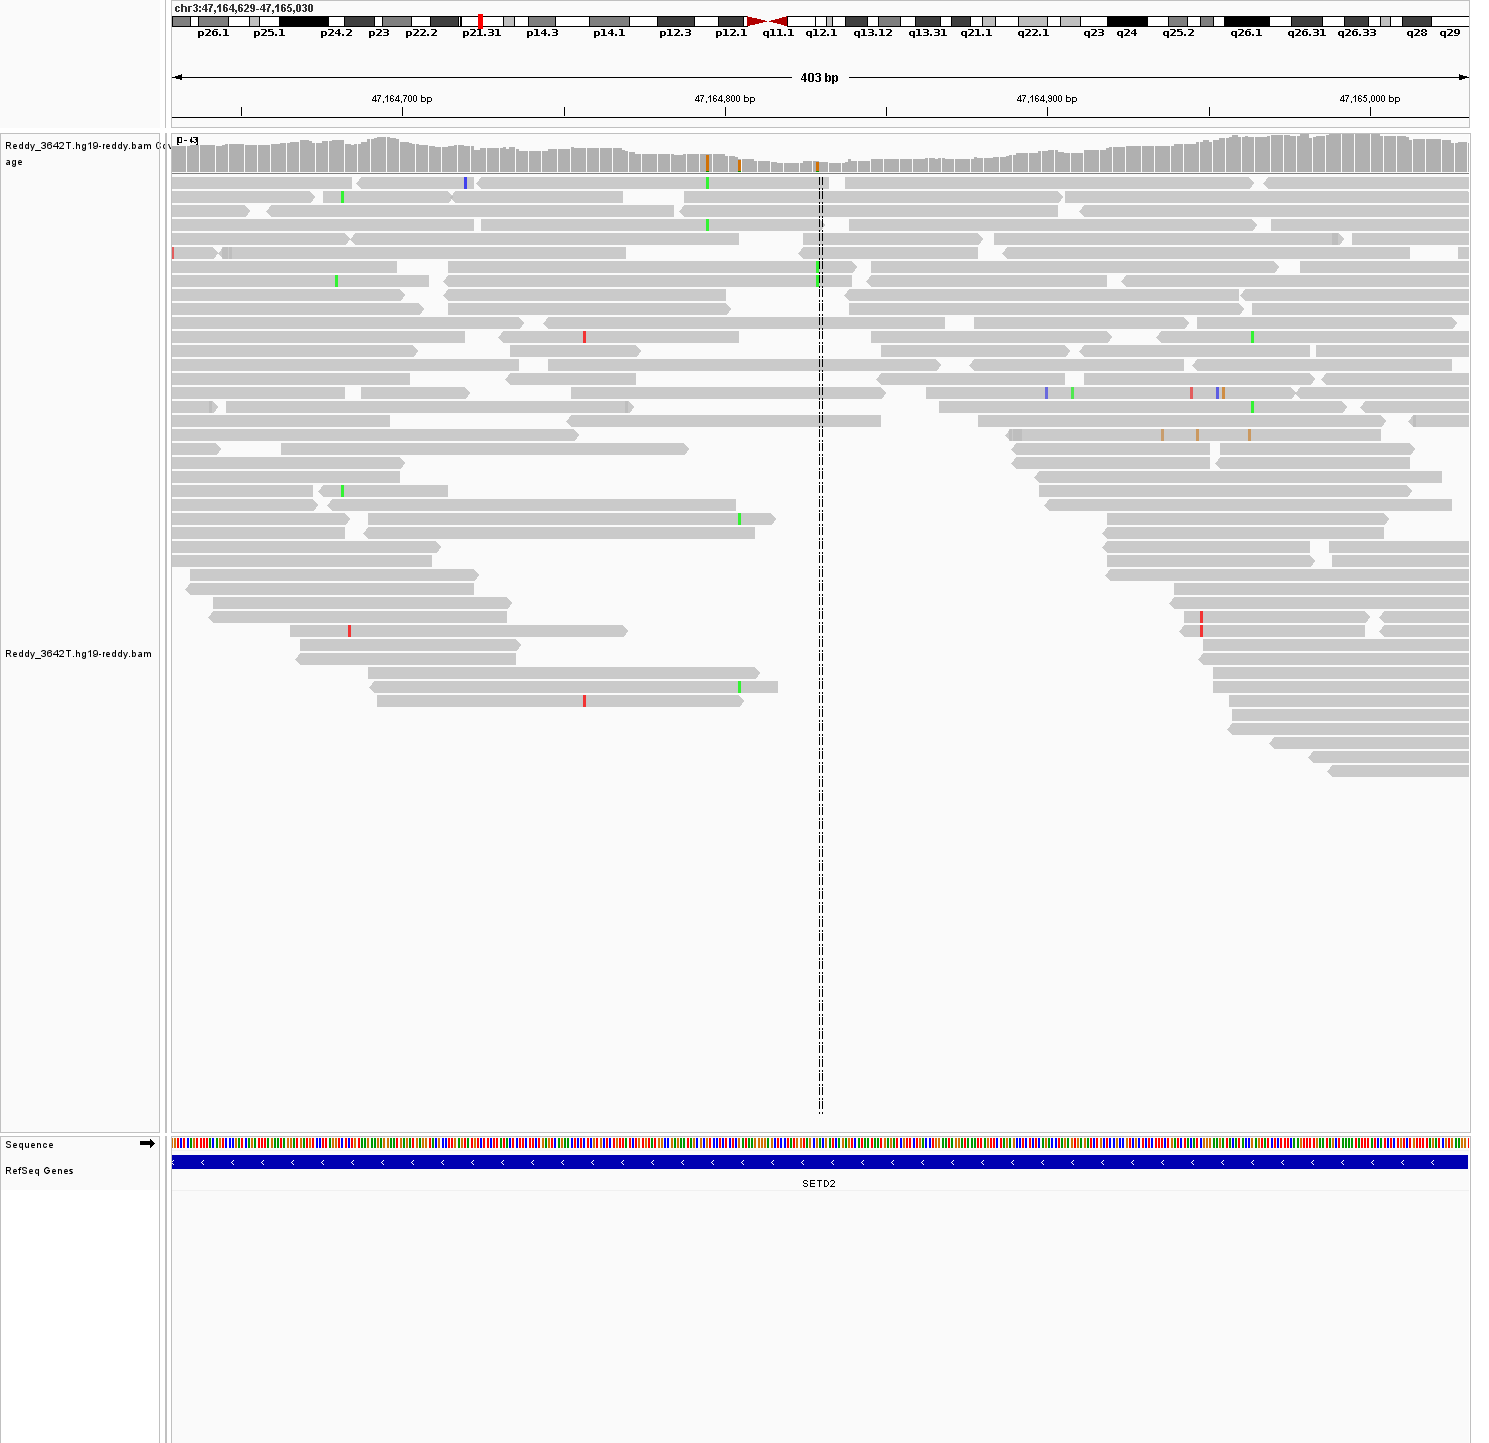 chr3:47,164,629-47,165,030
p26.1 p25.1 p24.2 p23 p22.2 p21.31 p14.3 p14.1 p12.3 p12.1 q11.1 q12.1 q13.12 q13.31 q21.1 q22.1 q23 q24 q25.2 q26.1 q26.31 q26.33 q28 q29
403 bp
47,164,700 bp 47,164,800 bp 47,164,900 bp 47,165,000 bp
Reddy_3642T.hg19-reddy.bam Cov
age
Reddy_3642T.hg19-reddy.bam
Sequence
RefSeq Genes
SETD2